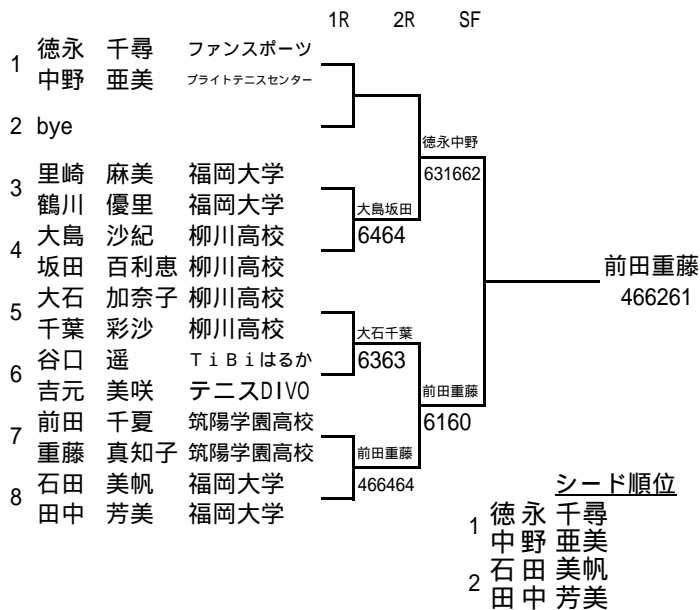 1R 2R SF
1 徳永 千尋 ファンスポーツ
中野 亜美 ブライトテニスセンター
2 bye
徳永中野
631662
3 里崎 麻美 福岡大学
鶴川 優里 福岡大学
大島坂田
6464
4 大島 沙紀 柳川高校
坂田 百利恵 柳川高校
前田重藤
466261
5 大石 加奈子 柳川高校
千葉 彩沙 柳川高校
大石千葉
6363
6 谷口 遥 TiBiはるか
吉元 美咲 テニスDIVO
前田重藤
6160
7 前田 千夏 筑陽学園高校
重藤 真知子 筑陽学園高校
前田重藤
466464
8 石田 美帆 福岡大学
田中 芳美 福岡大学
シード順位
1 徳永 千尋
中野 亜美
2 石田 美帆
田中 芳美